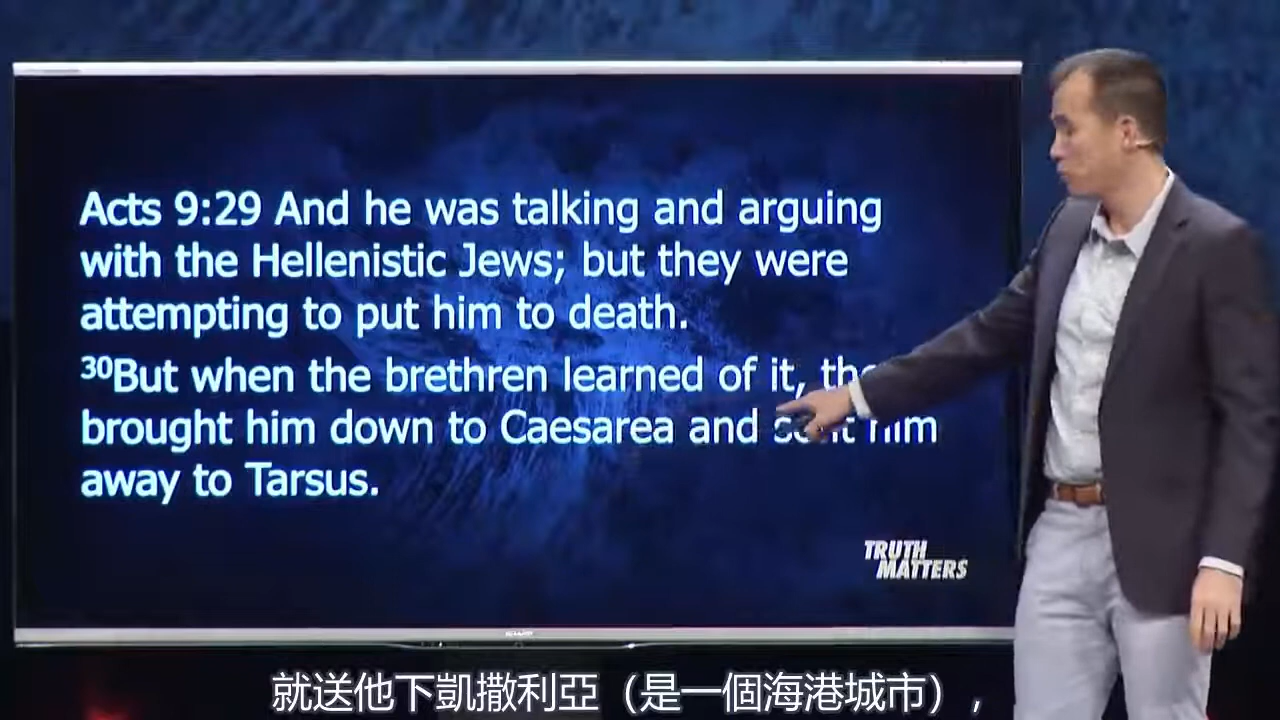 Acts 9:29 And he was talking and arguing
with the Hellenistic Jews; but they were
attempting to put him to death.
30But when the brethren learned of it,
brought him down to Caesarea and him
away to Tarsus.
TRUTH
MATTERS
SHARP
就送他下凱撒利亞（是一個海港城市）,